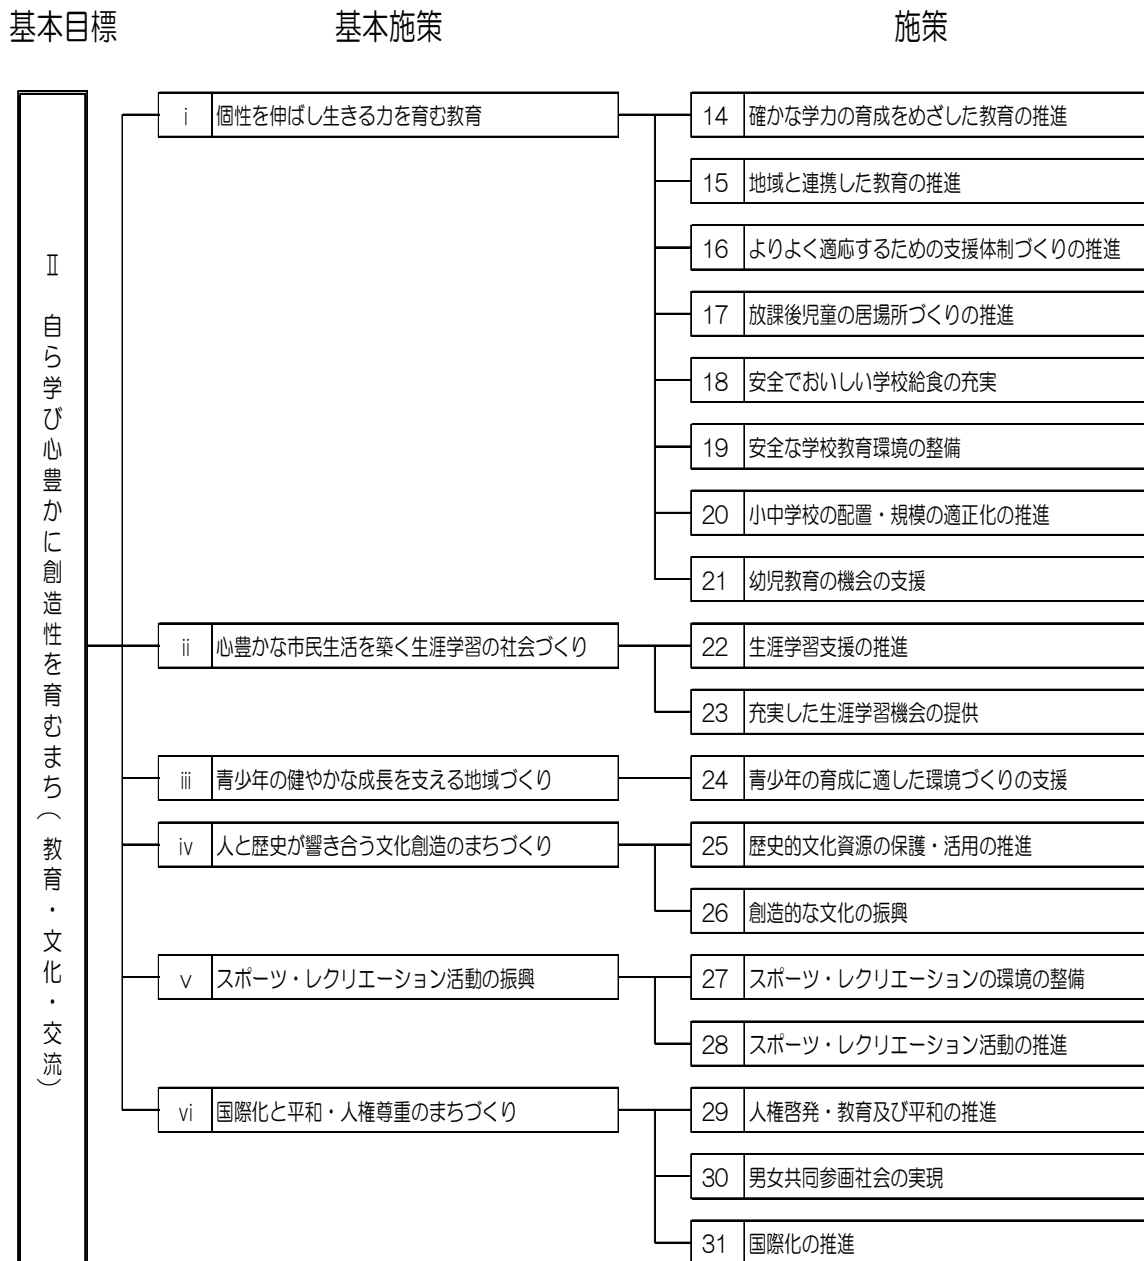 基本目標 基本施策 施策
Ⅱ 自ら学び心豊かに創造性を育むまち（教育・文化・交流）
ⅰ 個性を伸ばし生きる力を育む教育
14 確かな学力の育成をめざした教育の推進
15 地域と連携した教育の推進
16 よりよく適応するための支援体制づくりの推進
17 放課後児童の居場所づくりの推進
18 安全でおいしい学校給食の充実
19 安全な学校教育環境の整備
20 小中学校の配置・規模の適正化の推進
21 幼児教育の機会の支援
ⅱ 心豊かな市民生活を築く生涯学習の社会づくり
22 生涯学習支援の推進
23 充実した生涯学習機会の提供
ⅲ 青少年の健やかな成長を支える地域づくり
24 青少年の育成に適した環境づくりの支援
ⅳ 人と歴史が響き合う文化創造のまちづくり
25 歴史的文化資源の保護・活用の推進
26 創造的な文化の振興
ⅴ スポーツ・レクリエーション活動の振興
27 スポーツ・レクリエーションの環境の整備
28 スポーツ・レクリエーション活動の推進
ⅵ 国際化と平和・人権尊重のまちづくり
29 人権啓発・教育及び平和の推進
30 男女共同参画社会の実現
31 国際化の推進